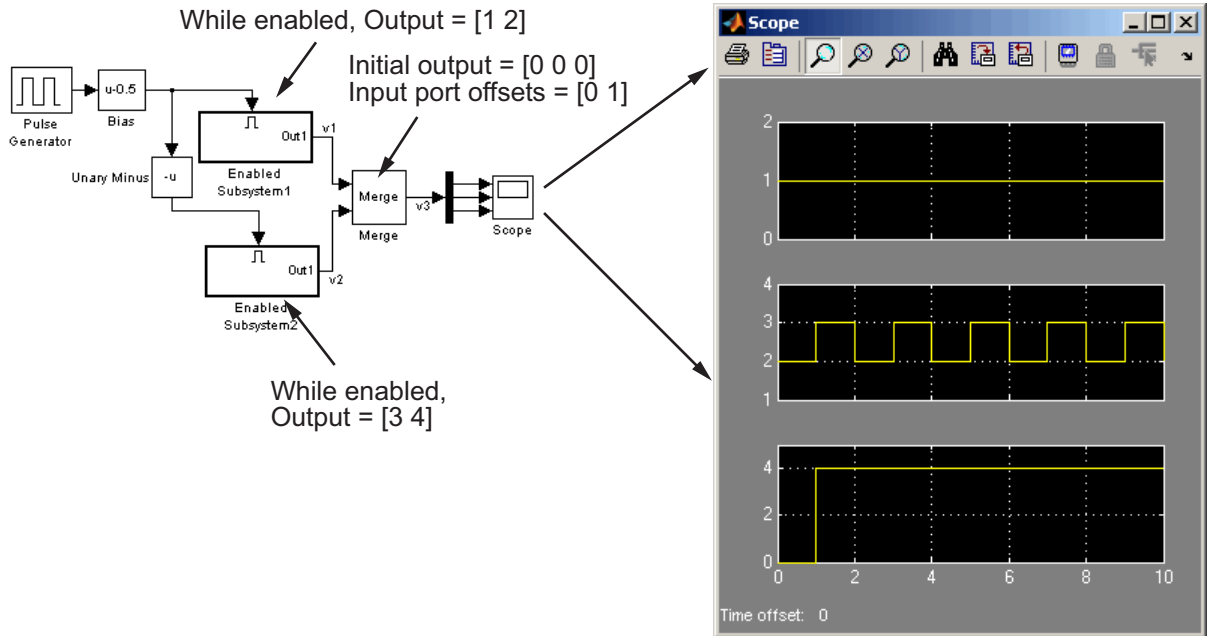 While enabled, Output = [1 2]
Initial output = [0 0 0]
Input port offsets = [0 1]
Pulse
Generator
u-0.5
Bias
Out1
v1
Enabled
Subsystem1
Unary Minus
-u
Merge
v3
Merge
Scope
Out1
v2
Enabled
Subsystem2
While enabled,
Output = [3 4]
Scope
2
1
0
4
3
2
1
4
2
0
0 2 4 6 8 10
Time offset: 0